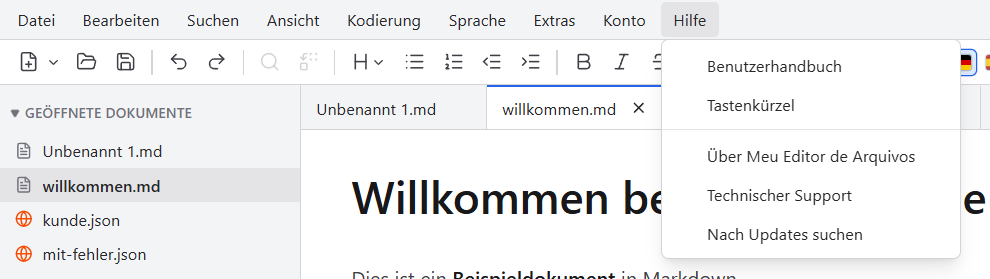 Datei Bearbeiten Suchen Ansicht Kodierung Sprache Extras Konto Hilfe
H B I S
GEÖFFNETE DOKUMENTE
Unbenannt 1.md
willkommen.md
kunde.json
mit-fehler.json
Unbenannt 1.md willkommen.md
Willkommen be
Dies ist ein Beispieldokument in Markdown
Benutzerhandbuch
Tastenkürzel
Über Meu Editor de Arquivos
Technischer Support
Nach Updates suchen